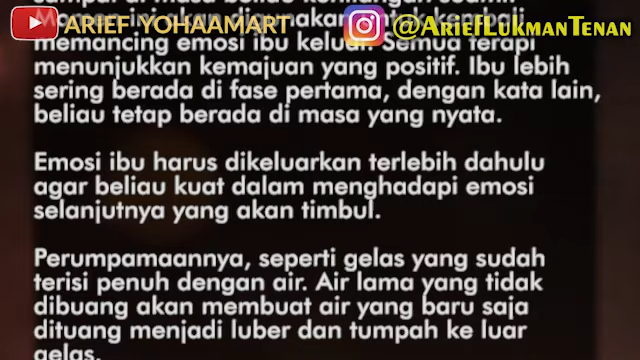 ARIEF YOHAAMART
@ArieflukmanTenan
memancing emosi ibu keluar. Semua terapi
menunjukkan kemajuan yang positif. Ibu lebih
sering berada di fase pertama, dengan kata lain,
beliau tetap berada di masa yang nyata.
Emosi ibu harus dikeluarkan terlebih dahulu
agar beliau kuat dalam menghadapi emosi
selanjutnya yang akan timbul.
Perumpamaannya, seperti gelas yang sudah
terisi penuh dengan air. Air lama yang tidak
dibuang akan membuat air yang baru saja
dituang menjadi luber dan tumpah ke luar
gelas.